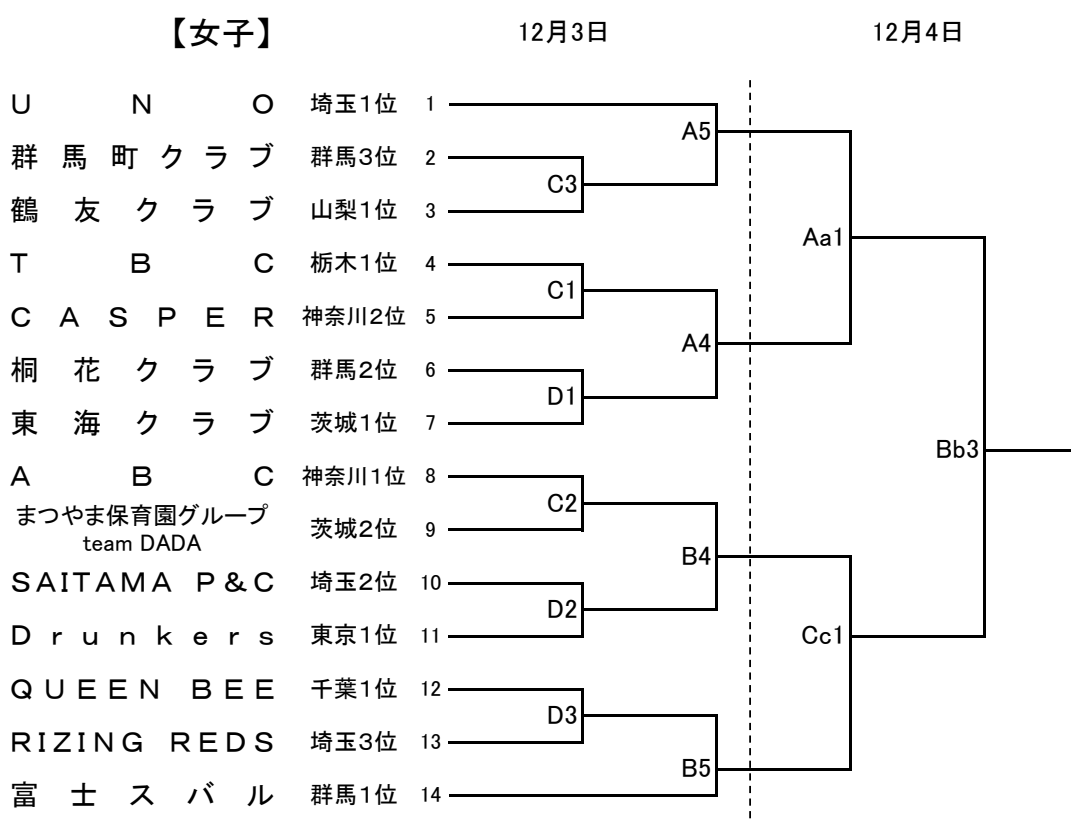 【女子】 12月3日 12月4日
UNO 埼玉1位 1
A5
群馬町クラブ 群馬3位 2
C3
鶴友クラブ 山梨1位 3
Aa1
TBC 栃木1位 4
C1
CASPER 神奈川2位 5
A4
桐花クラブ 群馬2位 6
D1
東海クラブ 茨城1位 7
Bb3
ABC 神奈川1位 8
C2
まつやま保育園グループ
team DADA 茨城2位 9
B4
SAITAMA P&C 埼玉2位 10
D2
Drunkers 東京1位 11
Cc1
QUEEN BEE 千葉1位 12
D3
RIZING REDS 埼玉3位 13
B5
富士スバル 群馬1位 14